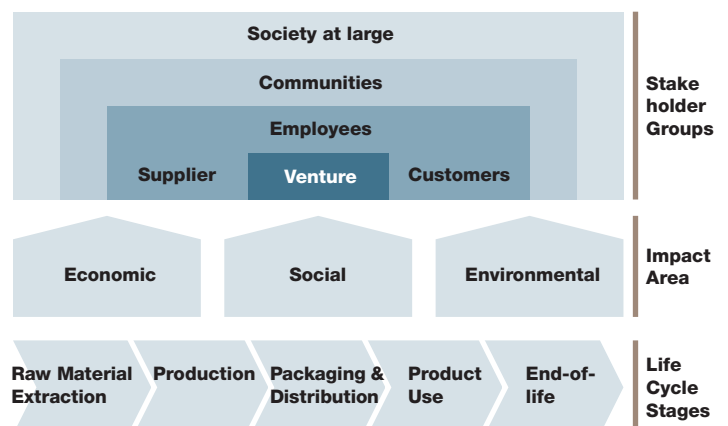 Society at large
Communities
Employees
Supplier
Venture
Customers
Stake
holder
Groups
Economic
Social
Environmental
Impact
Area
Raw Material
Extraction
Production
Packaging &
Distribution
Product
Use
End-of-
life
Life
Cycle
Stages